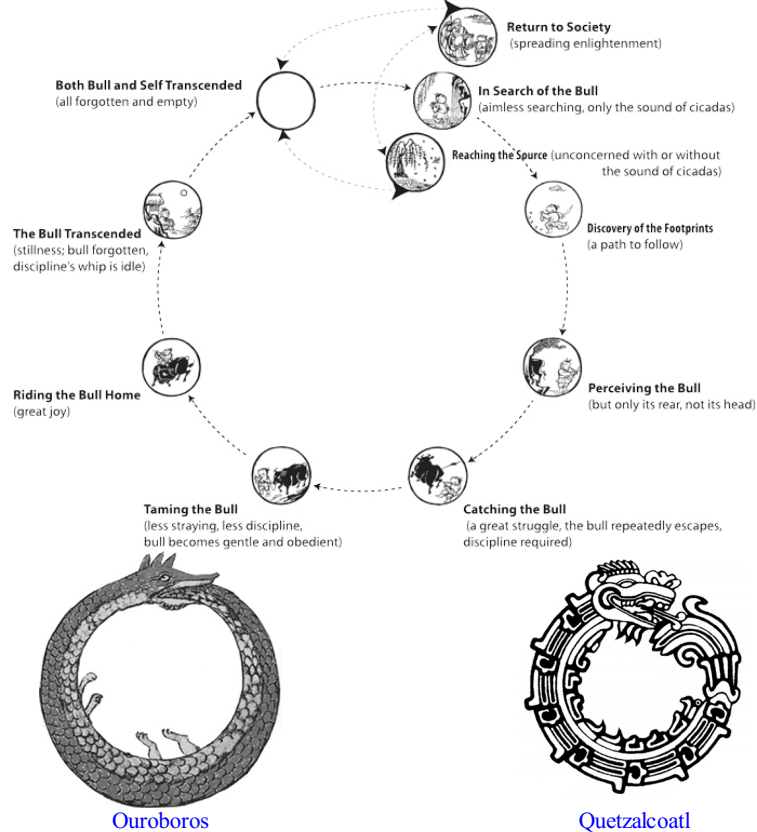 Return to Society
(spreading enlightenment)
Both Bull and Self Transcended
(all forgotten and empty)
In Search of the Bull
(aimless searching, only the sound of cicadas)
Reaching the Spurce (unconcerned with or without
the sound of cicadas)
Discovery of the Footprints
(a path to follow)
The Bull Transcended
(stillness; bull forgotten,
discipline's whip is idle)
Perceiving the Bull
(but only its rear, not its head)
Riding the Bull Home
(great joy)
Catching the Bull
(a great struggle, the bull repeatedly escapes,
discipline required)
Taming the Bull
(less straying, less discipline,
bull becomes gentle and obedient)
Ouroboros
Quetzalcoatl